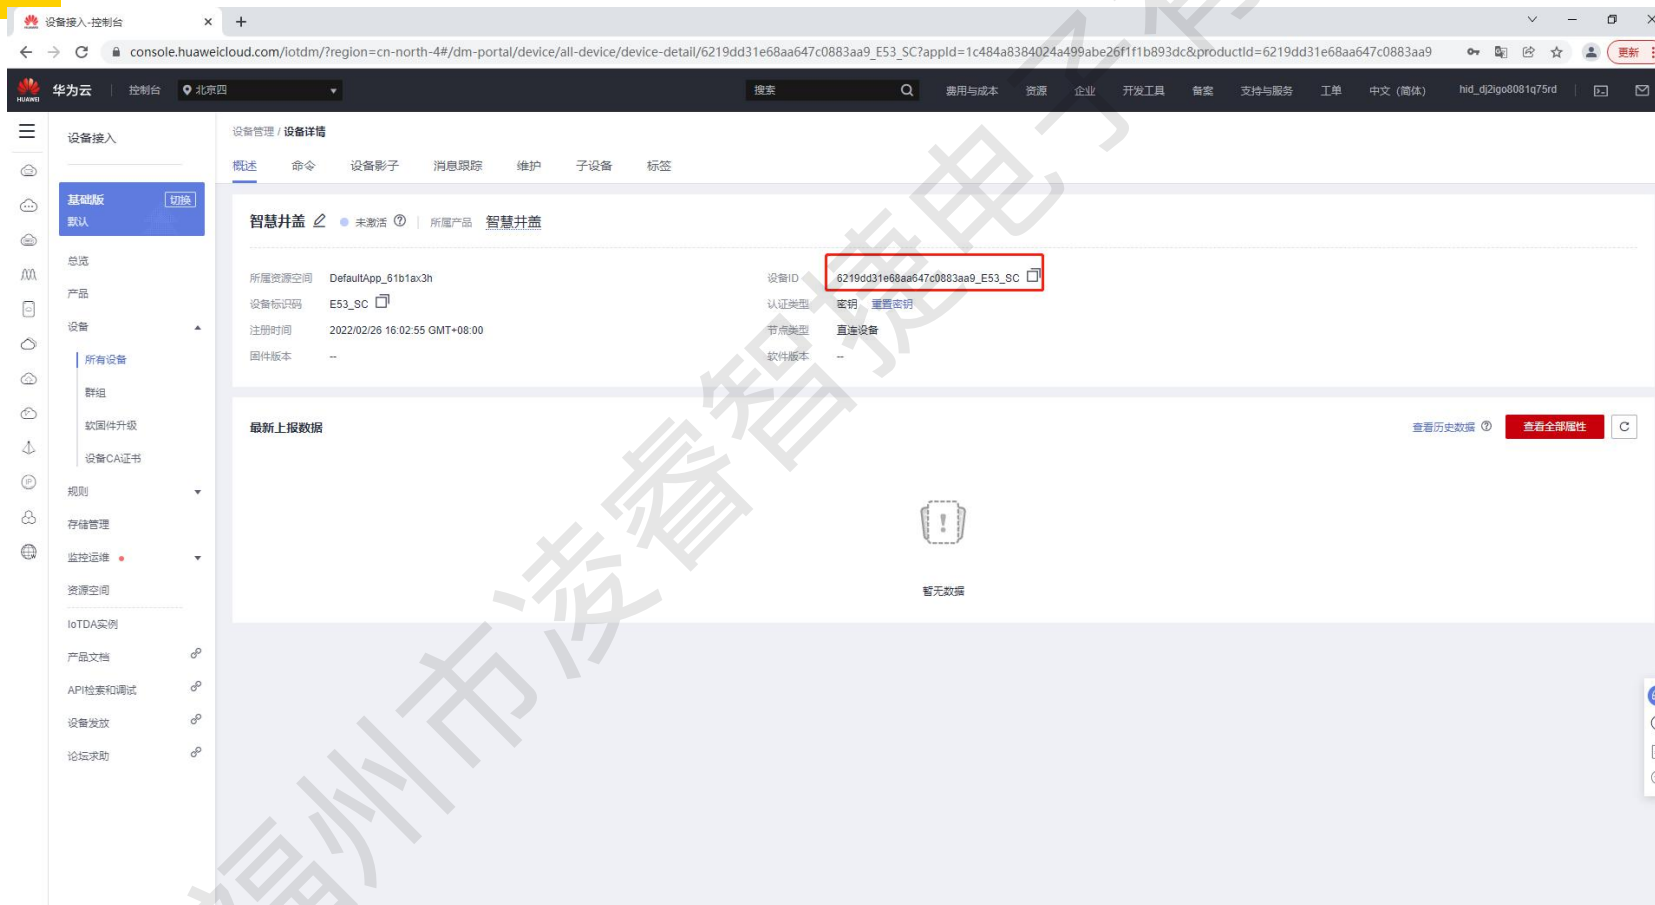 设备接入-控制台
console.huaweicloud.com/iotdm/?region=cn-north-4#/dm-portal/device/all-device/device-detail/6219dd31e68aa647c0883aa9_E53_SC?appId=1c484a8384024a499abe26f1f1b893dc&productId=6219dd31e68aa647c0883aa9
更新
HUAWEI
华为云 控制台 北京四 搜索 费用与成本 资源 企业 开发工具 备案 支持与服务 工单 中文 (简体) hid_dj2igo8081q75rd
设备接入
基础版 切换
默认
总览
产品
设备
所有设备
群组
软固件升级
设备CA证书
规则
存储管理
监控运维
资源空间
IoTDA实例
产品文档
API检索和调试
设备发放
论坛求助
设备管理 / 设备详情
概述 命令 设备影子 消息跟踪 维护 子设备 标签
智慧井盖 未激活 所属产品 智慧井盖
所属资源空间 DefaultApp_61b1ax3h 设备ID 6219dd31e68aa647c0883aa9_E53_SC
设备标识码 E53_SC 认证类型 密钥 重置密钥
注册时间 2022/02/26 16:02:55 GMT+08:00 节点类型 直连设备
固件版本 -- 软件版本 --
最新上报数据 查看历史数据 查看全部属性
暂无数据
福州市凌睿智捷电子有